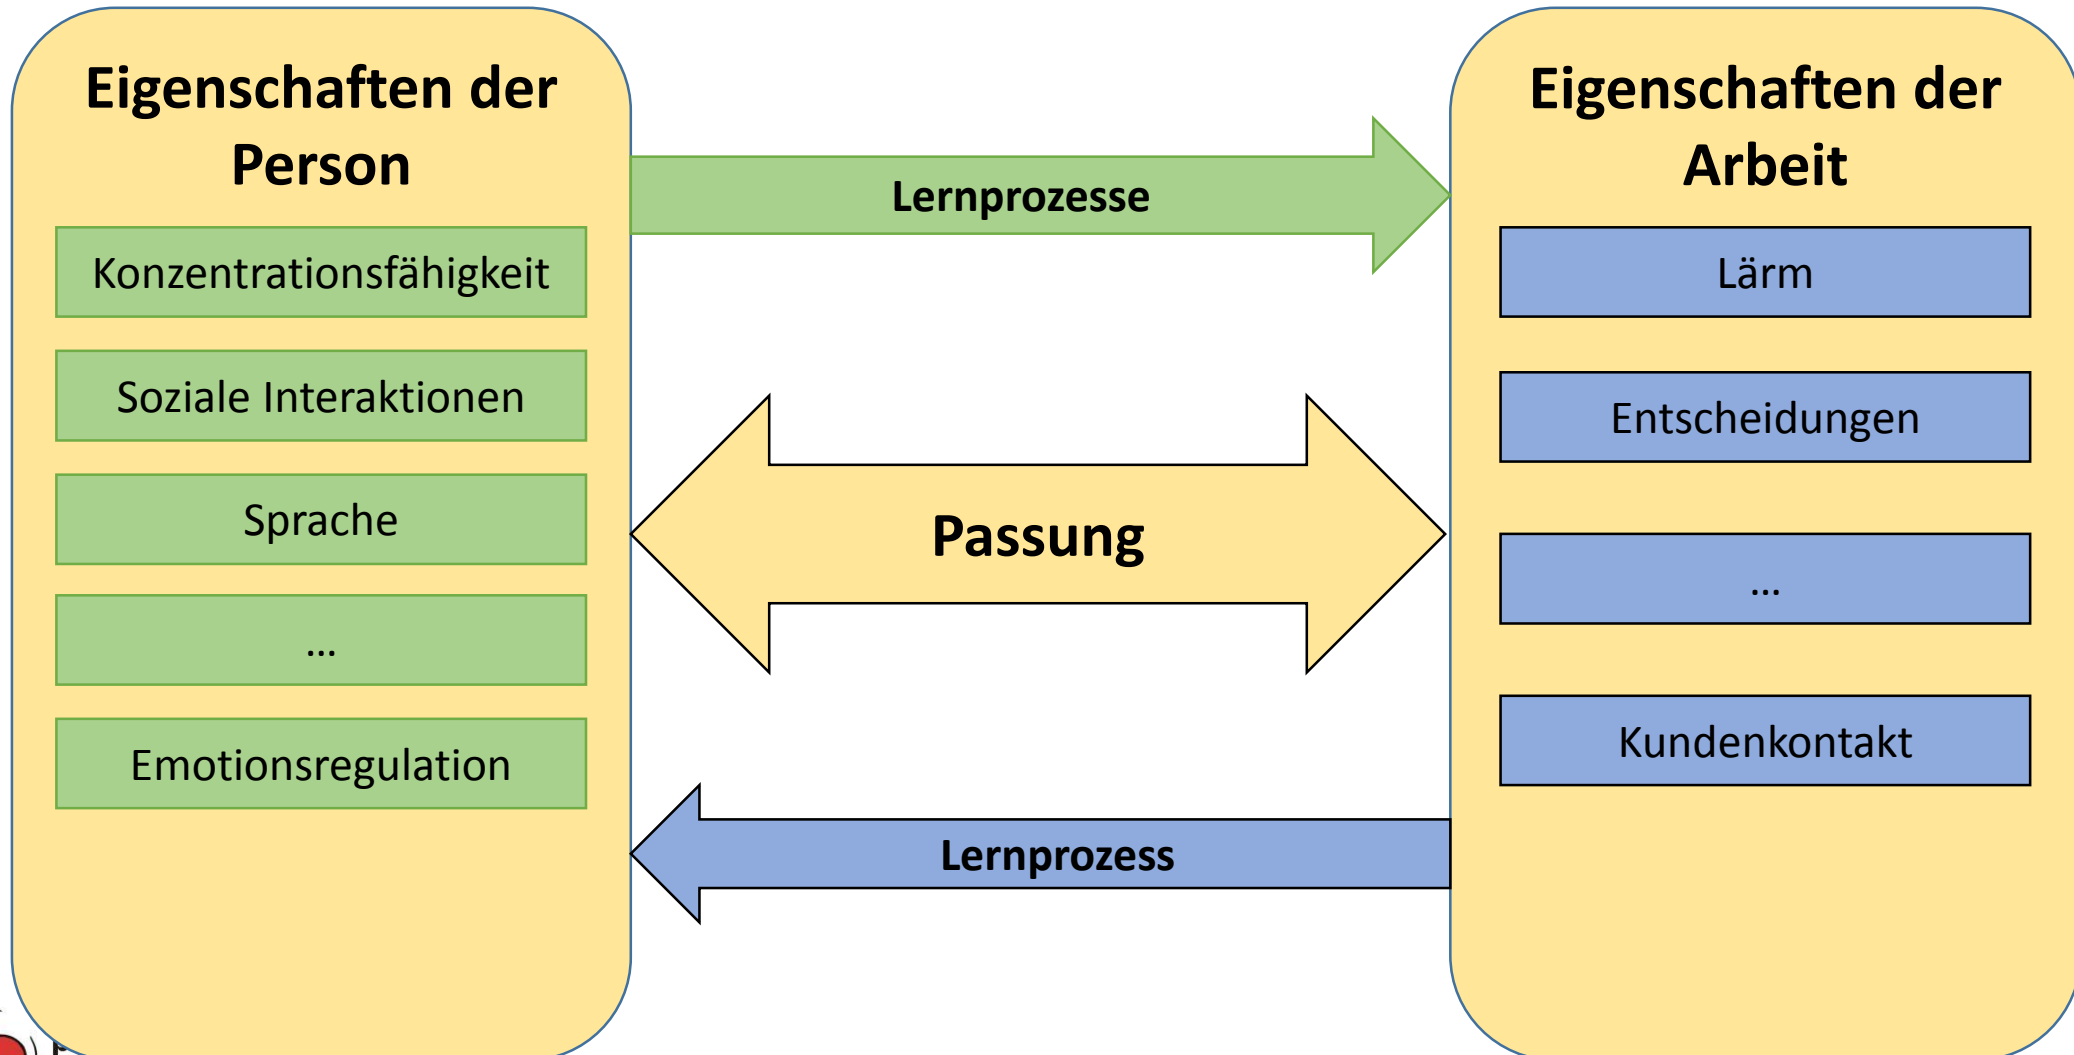 Eigenschaften der
Person
Konzentrationsfähigkeit
Soziale Interaktionen
Sprache
...
Emotionsregulation
Lernprozesse
Passung
Lernprozess
Eigenschaften der
Arbeit
Lärm
Entscheidungen
...
Kundenkontakt